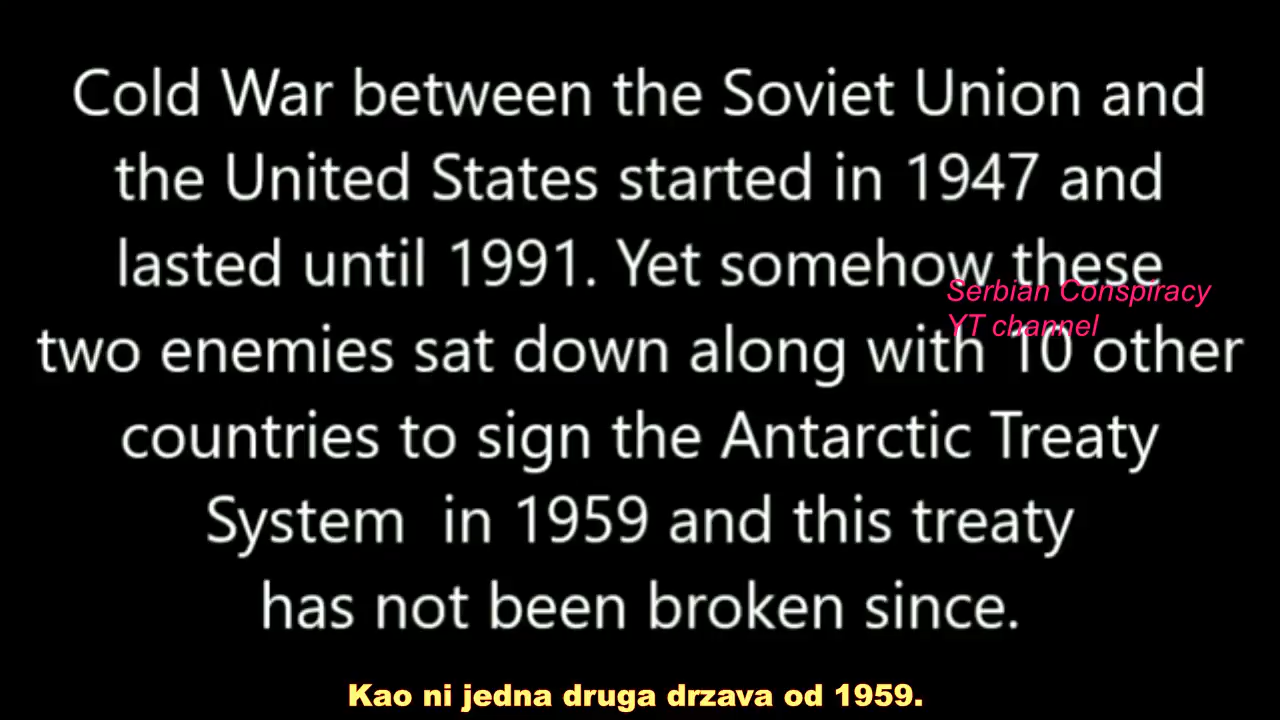 Cold War between the Soviet Union and
the United States started in 1947 and
lasted until 1991. Yet somehow these
Serbian Conspiracy
YT channel
two enemies sat down along with 10 other
countries to sign the Antarctic Treaty
System in 1959 and this treaty
has not been broken since.
Kao ni jedna druga drzava od 1959.